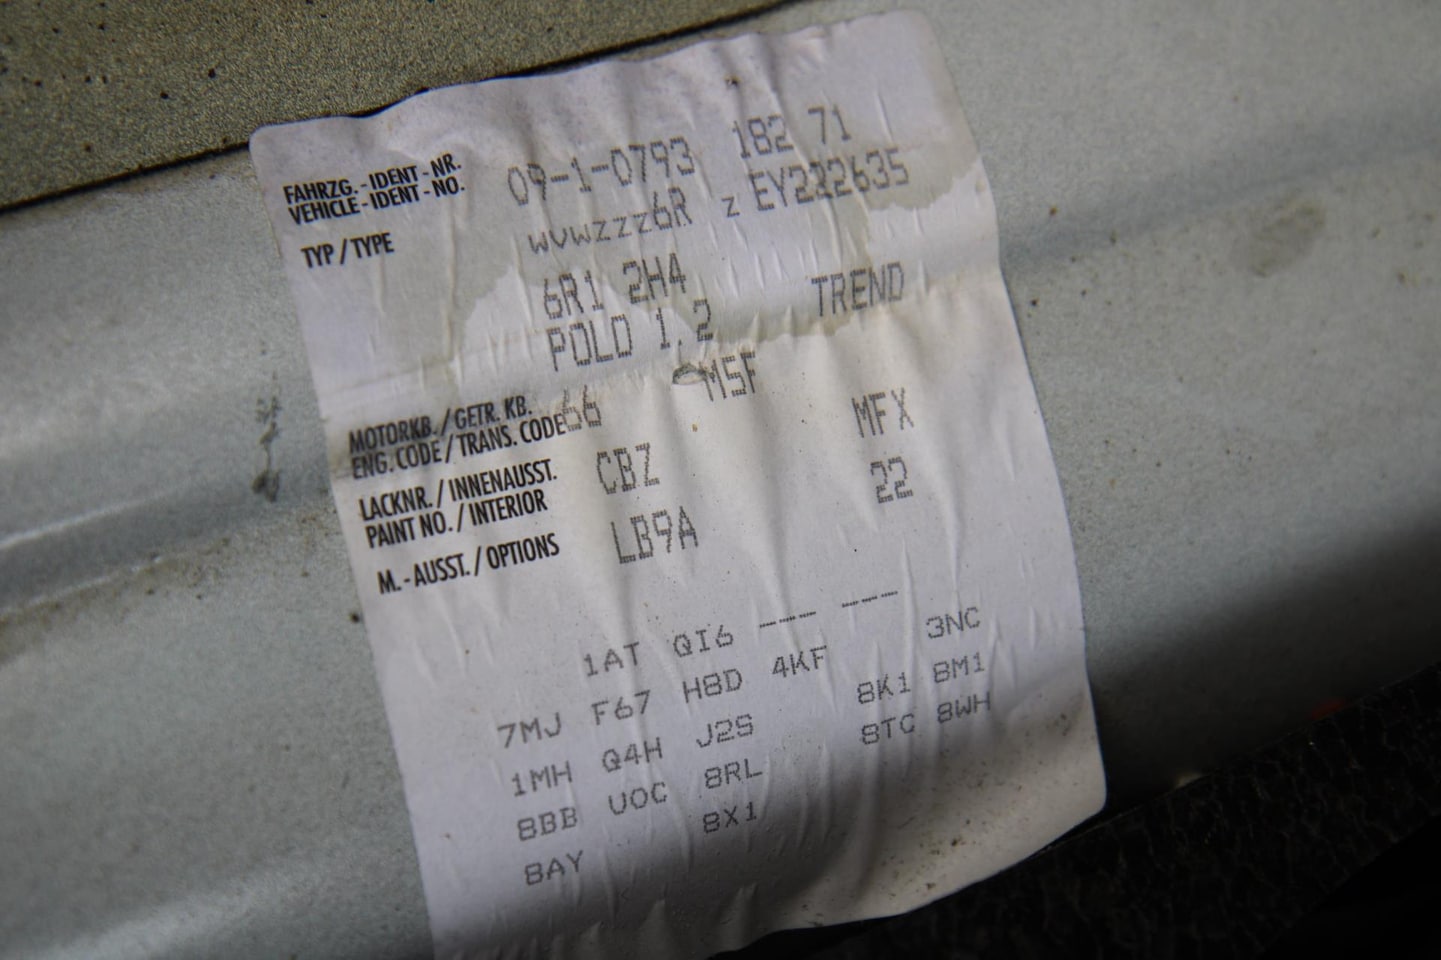 09-1-0793 182 71
FAHRZG.-IDENT-NR.
VEHICLE-IDENT-NO. WVWZZZ6R Z EY222635
TYP/TYPE 6R1 2H4
POLO 1.2 TREND
66 M5F
MOTORKB./GETR. KB.
ENG. CODE/TRANS. CODE CBZ MFX
LACKNR./INNENAUSST.
PAINT NO./INTERIOR LB9A 22
M.-AUSST./OPTIONS
1AT QI6 --- ---
7MJ F67 H8D 4KF 3NC
1MH Q4H J2S 8K1 8M1
8BB UOC 8RL 8TC 8WH
8AY 8X1